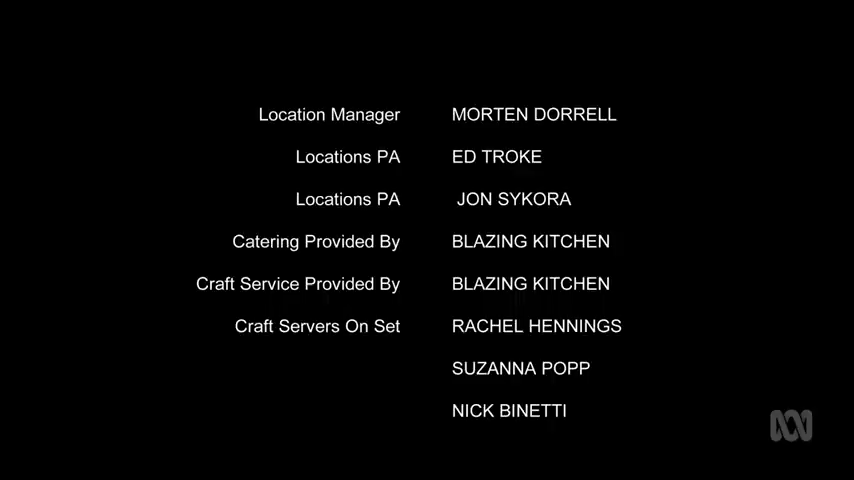 Location Manager MORTEN DORRELL
Locations PA ED TROKE
Locations PA JON SYKORA
Catering Provided By BLAZING KITCHEN
Craft Service Provided By BLAZING KITCHEN
Craft Servers On Set RACHEL HENNINGS
SUZANNA POPP
NICK BINETTI